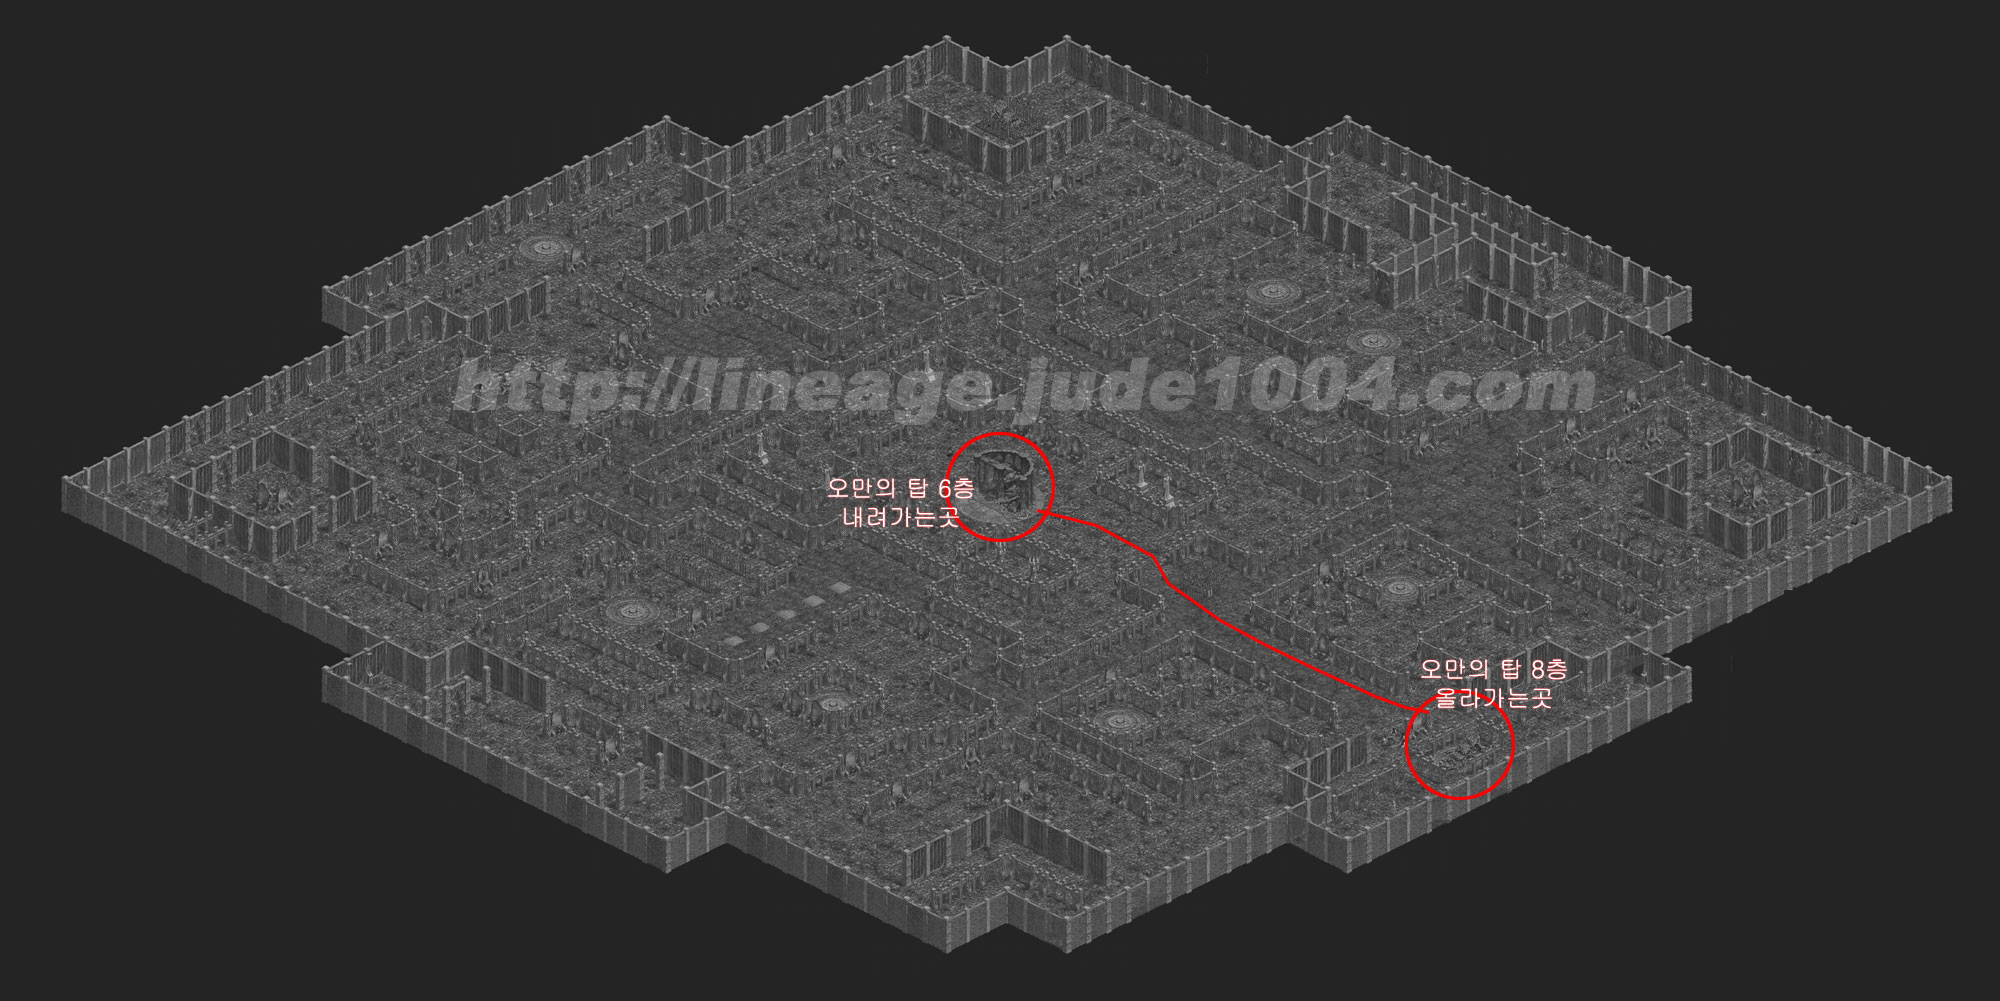 http://lineage.jude1004.com
오만의 탑 6층
내려가는곳
오만의 탑 8층
올라가는곳